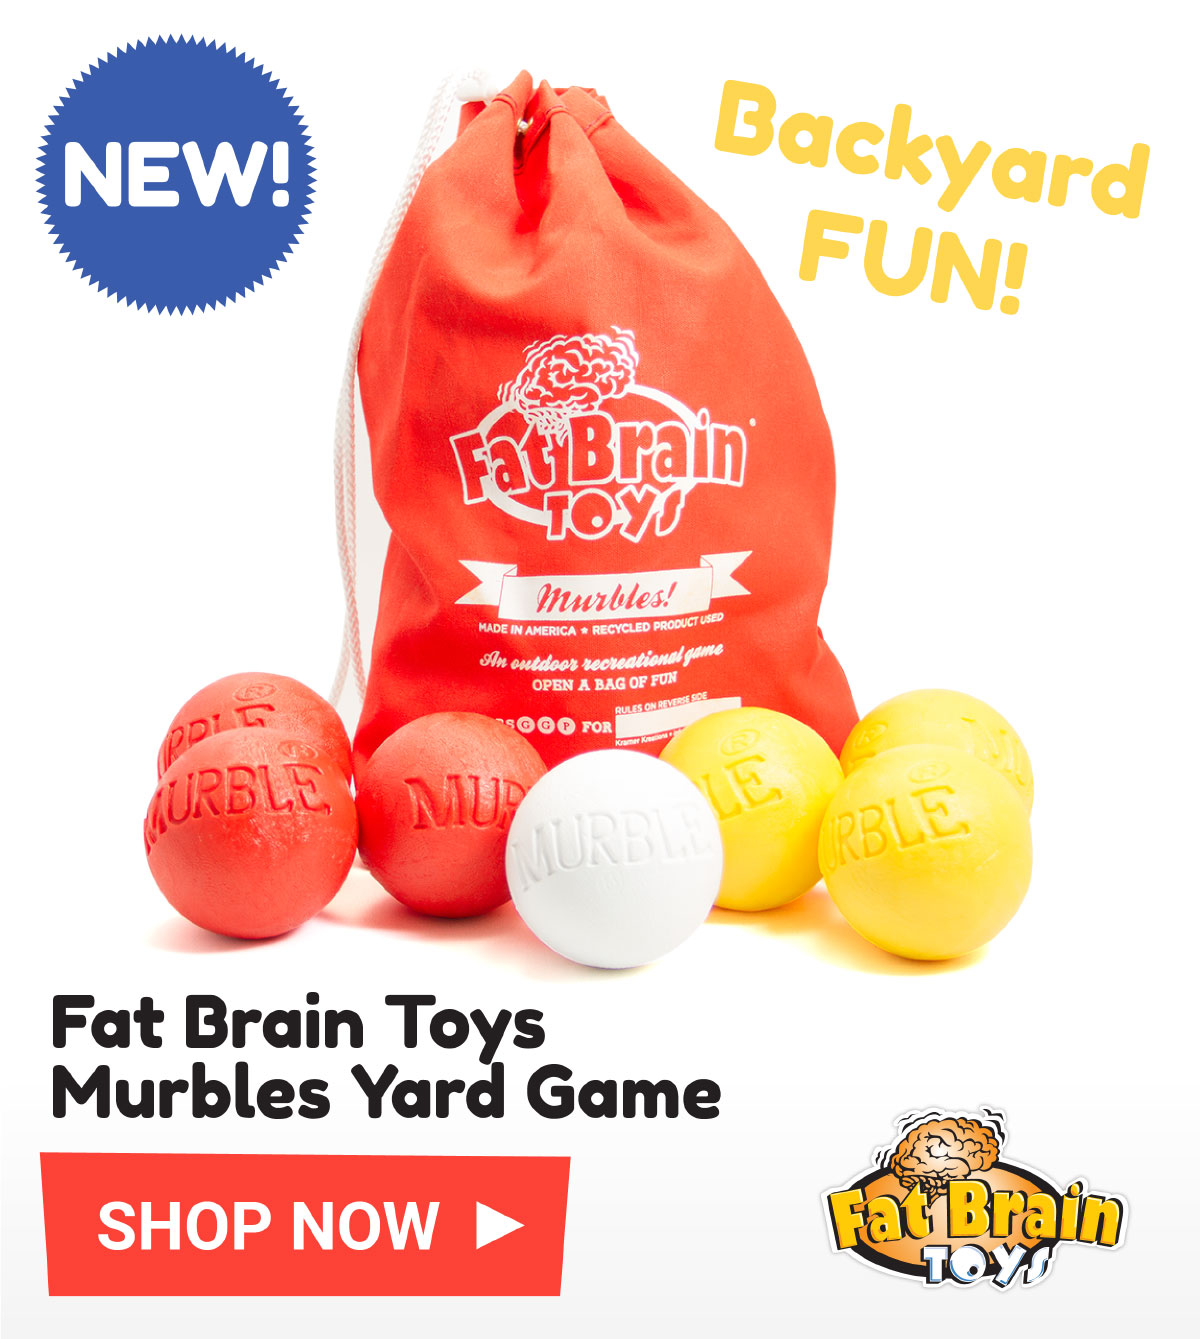 NEW!
Backyard
FUN!
Fat Brain
TOYS
Murbles!
MADE IN AMERICA ★ RECYCLED PRODUCT USED
An outdoor recreational game
OPEN A BAG OF FUN
RULES ON REVERSE SIDE
G G P FOR
Kramer Kreations
MURBLE
MURBLE
®
®
®
Fat Brain Toys
Murbles Yard Game
SHOP NOW
Fat Brain
TOYS